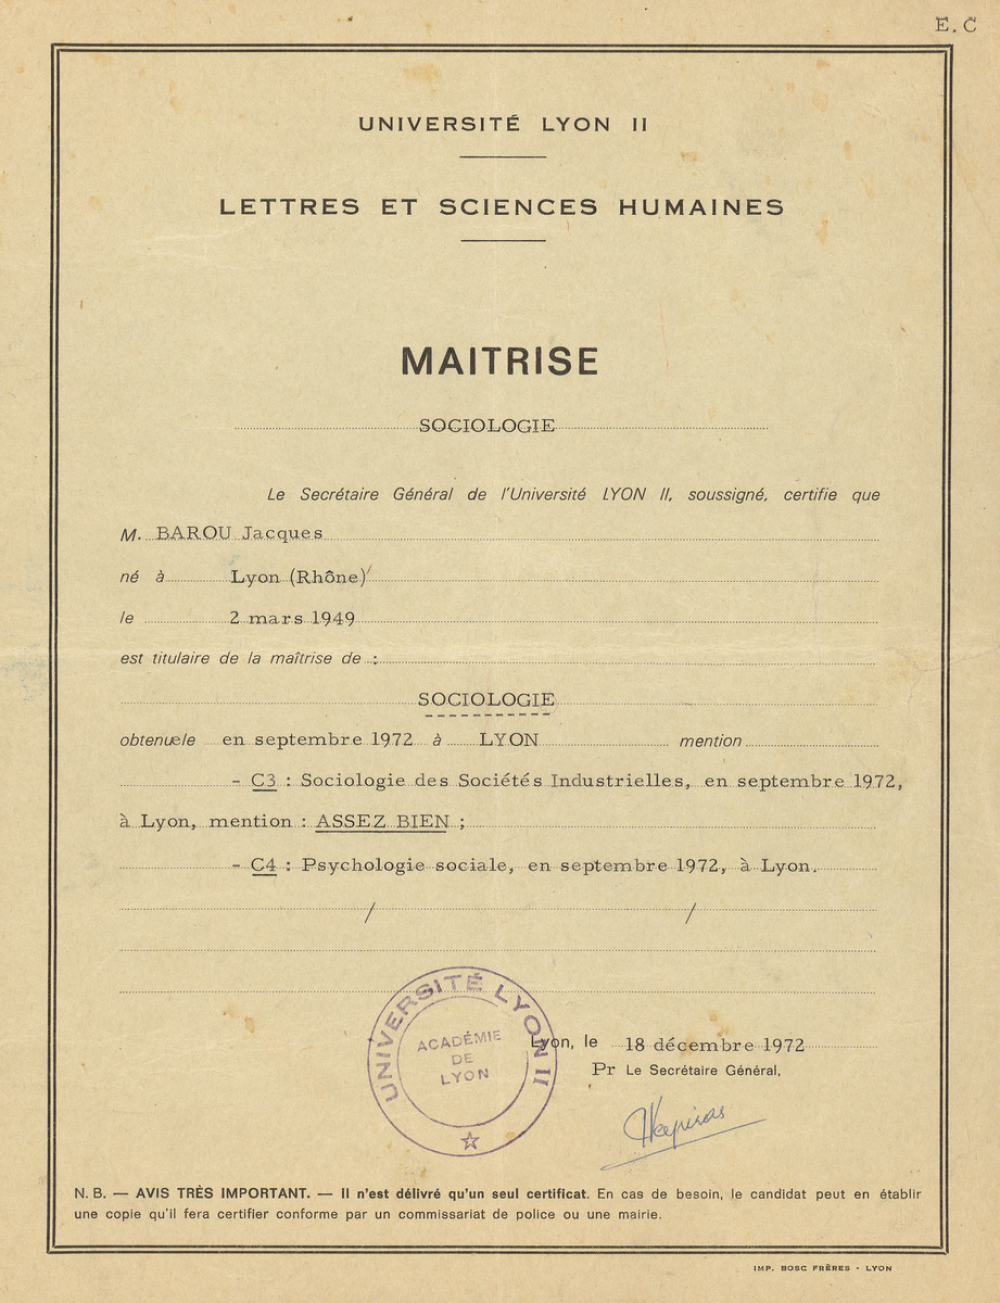 E.C
UNIVERSITÉ LYON II
LETTRES ET SCIENCES HUMAINES
MAITRISE
SOCIOLOGIE
Le Secrétaire Général de l'Université LYON II, soussigné, certifie que
M. BAROU Jacques
né à Lyon (Rhône)
le 2 mars 1949
est titulaire de la maîtrise de :
SOCIOLOGIE
obtenue le en septembre 1972 à LYON mention
- C3 : Sociologie des Sociétés Industrielles, en septembre 1972,
à Lyon, mention : ASSEZ BIEN ;
- C4 : Psychologie sociale, en septembre 1972, à Lyon.
/ /
UNIVERSITÉ LYON II
ACADÉMIE
DE
LYON
Lyon, le 18 décembre 1972
Pr Le Secrétaire Général,
N. B. — AVIS TRÈS IMPORTANT. — Il n'est délivré qu'un seul certificat. En cas de besoin, le candidat peut en établir
une copie qu'il fera certifier conforme par un commissariat de police ou une mairie.
IMP. BOSC FRÈRES - LYON